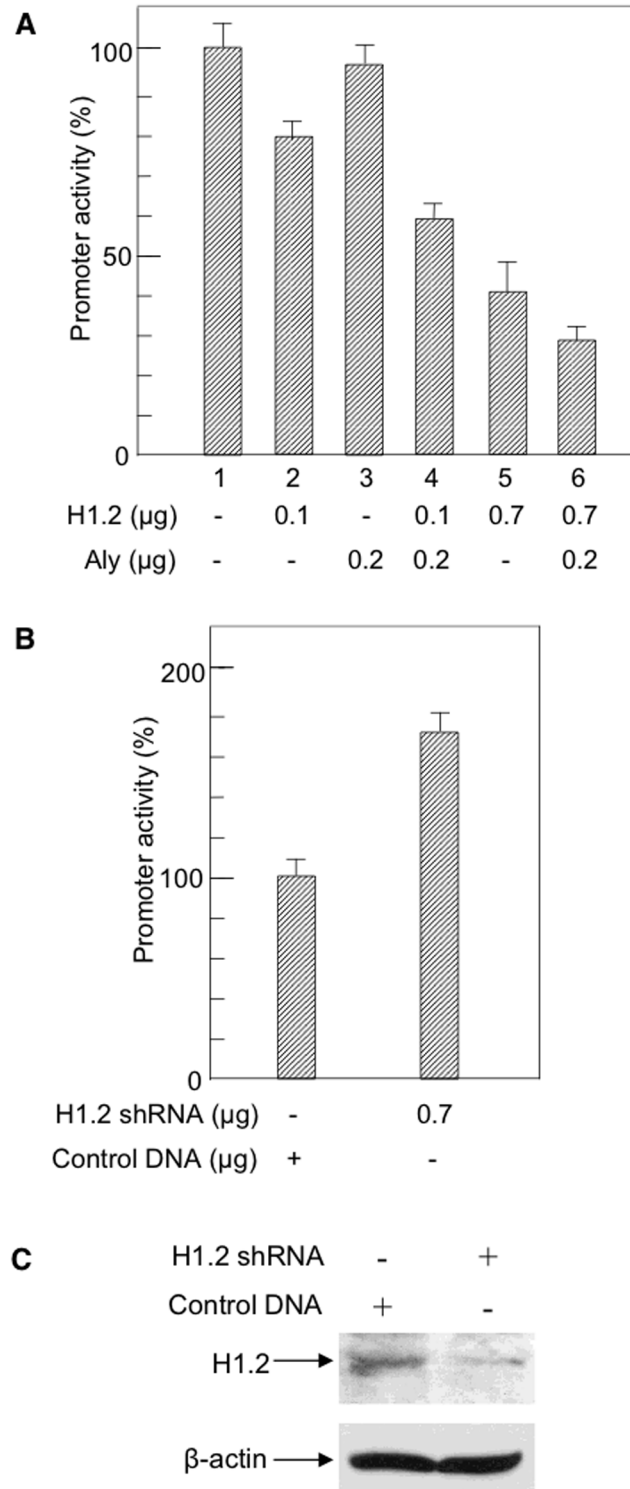 A
Promoter activity (%)
100
50
0
1 2 3 4 5 6
H1.2 (μg) - 0.1 - 0.1 0.7 0.7
Aly (μg) - - 0.2 0.2 - 0.2
B
Promoter activity (%)
200
100
0
H1.2 shRNA (μg) - 0.7
Control DNA (μg) + -
C
H1.2 shRNA - +
Control DNA + -
H1.2
β-actin